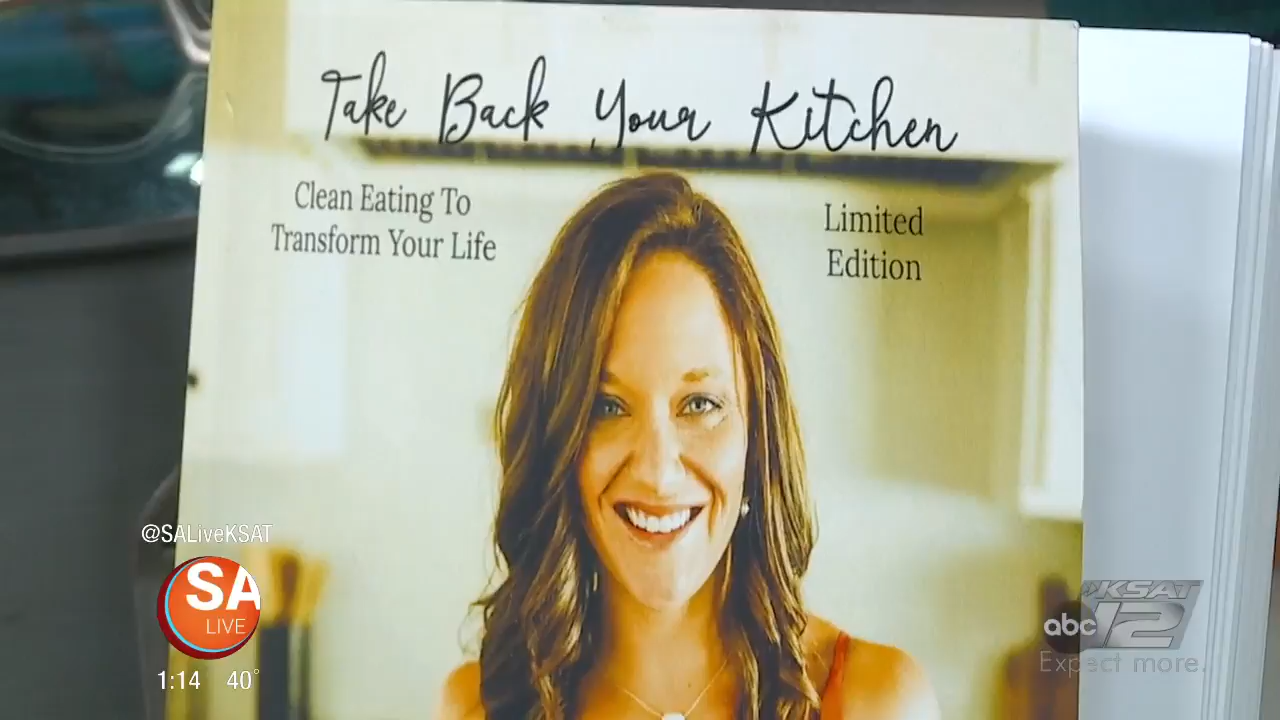 Take Back Your Kitchen
Clean Eating To
Transform Your Life
Limited
Edition
@SALiveKSAT
SA
LIVE
1:14 40°
KSAT
abc 12
Expect more.